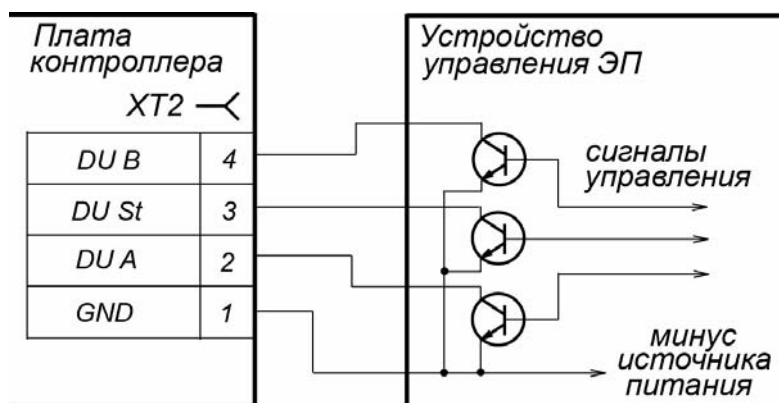 Плата
контроллера
XT2
DU B 4
DU St 3
DU A 2
GND 1
Устройство
управления ЭП
сигналы
управления
минус
источника
питания